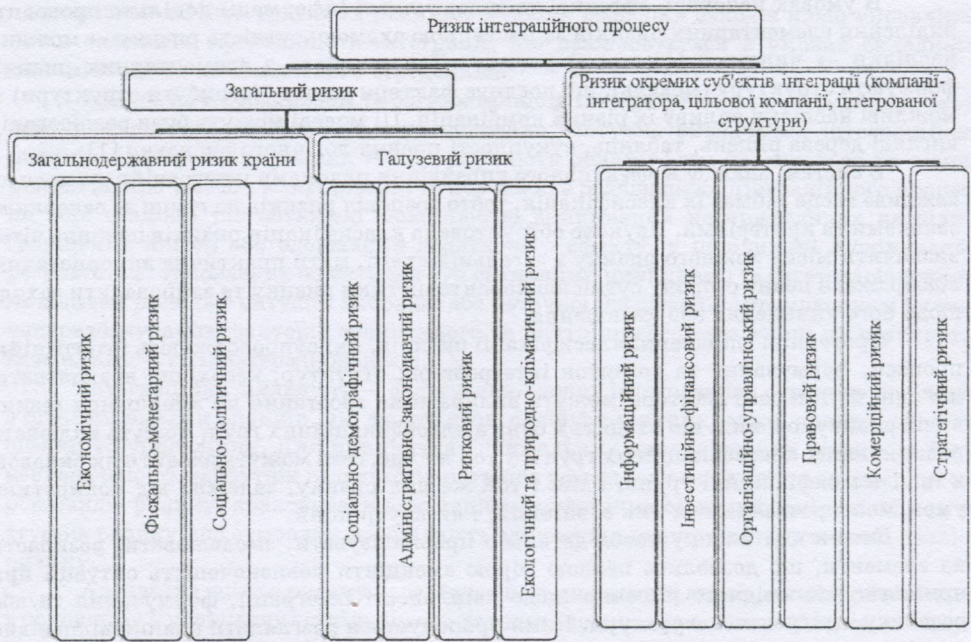 Ризик інтеграційного процесу
Загальний ризик
Ризик окремих суб'єктів інтеграції (компанії-
інтегратора, цільової компанії, інтегрованої
структури)
Загальнодержавний ризик країни
Галузевий ризик
Економічний ризик
Фіскально-монетарний ризик
Соціально-політичний ризик
Соціально-демографічний ризик
Адміністративно-законодавчий ризик
Ринковий ризик
Екологічний та природно-кліматичний ризик
Інформаційний ризик
Інвестиційно-фінансовий ризик
Організаційно-управлінський ризик
Правовий ризик
Комерційний ризик
Стратегічний ризик